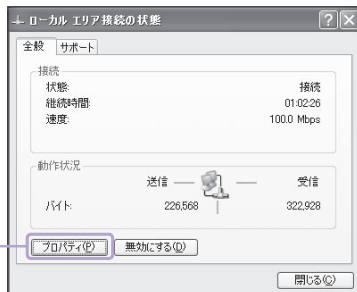 ローカル エリア接続の状態
全般 サポート
接続
状態: 接続
継続時間: 01:02:26
速度: 100.0 Mbps
動作状況
送信 — — 受信
バイト: 226,568 322,928
プロパティ(P) 無効にする(D)
閉じる(C)